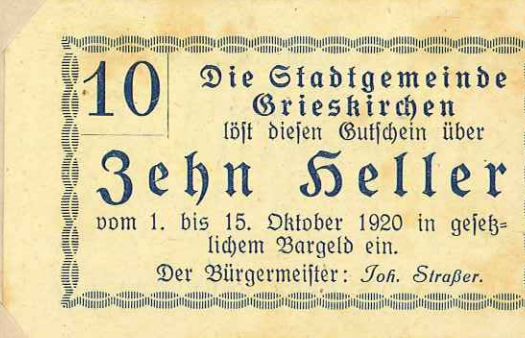 10
Die Stadtgemeinde
Grieskirchen
löst diesen Gutschein über
Zehn Heller
vom 1. bis 15. Oktober 1920 in gesetz=
lichem Bargeld ein.
Der Bürgermeister: Joh. Straßer.